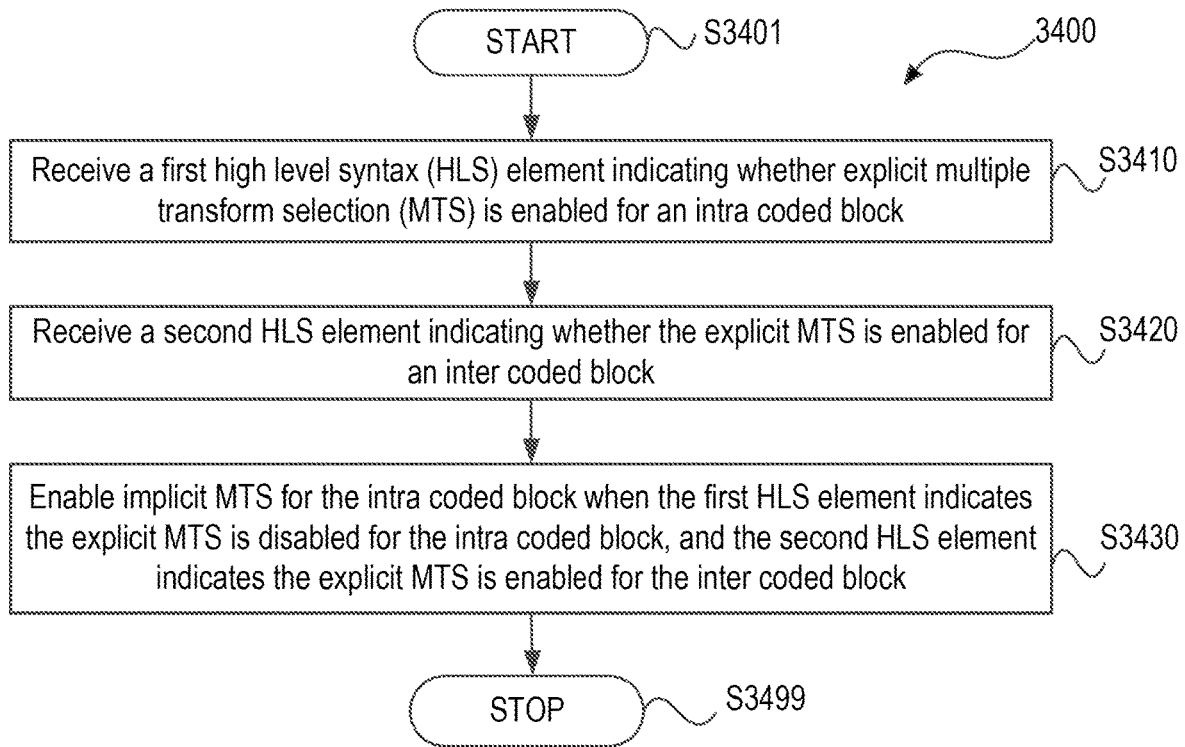 START
S3401
3400
Receive a first high level syntax (HLS) element indicating whether explicit multiple
transform selection (MTS) is enabled for an intra coded block
S3410
Receive a second HLS element indicating whether the explicit MTS is enabled for
an inter coded block
S3420
Enable implicit MTS for the intra coded block when the first HLS element indicates
the explicit MTS is disabled for the intra coded block, and the second HLS element
indicates the explicit MTS is enabled for the inter coded block
S3430
STOP
S3499